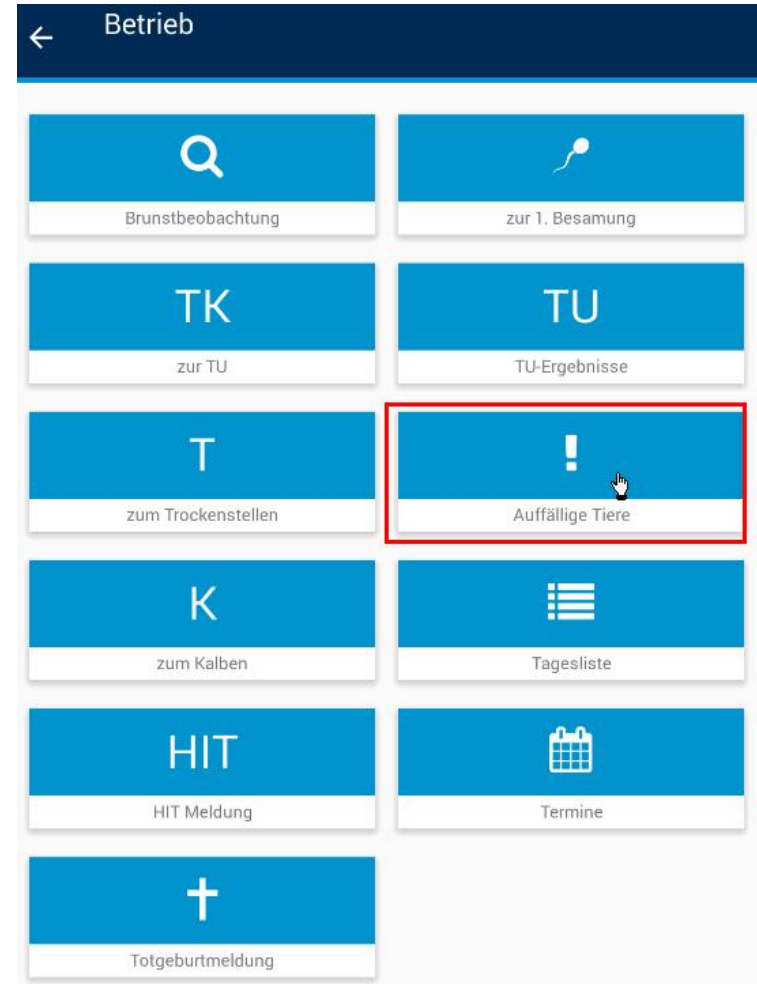 Betrieb
Brunstbeobachtung
zur 1. Besamung
TK
TU
zur TU
TU-Ergebnisse
T
!
zum Trockenstellen
Auffällige Tiere
K
zum Kalben
Tagesliste
HIT
HIT Meldung
Termine
Totgeburtmeldung